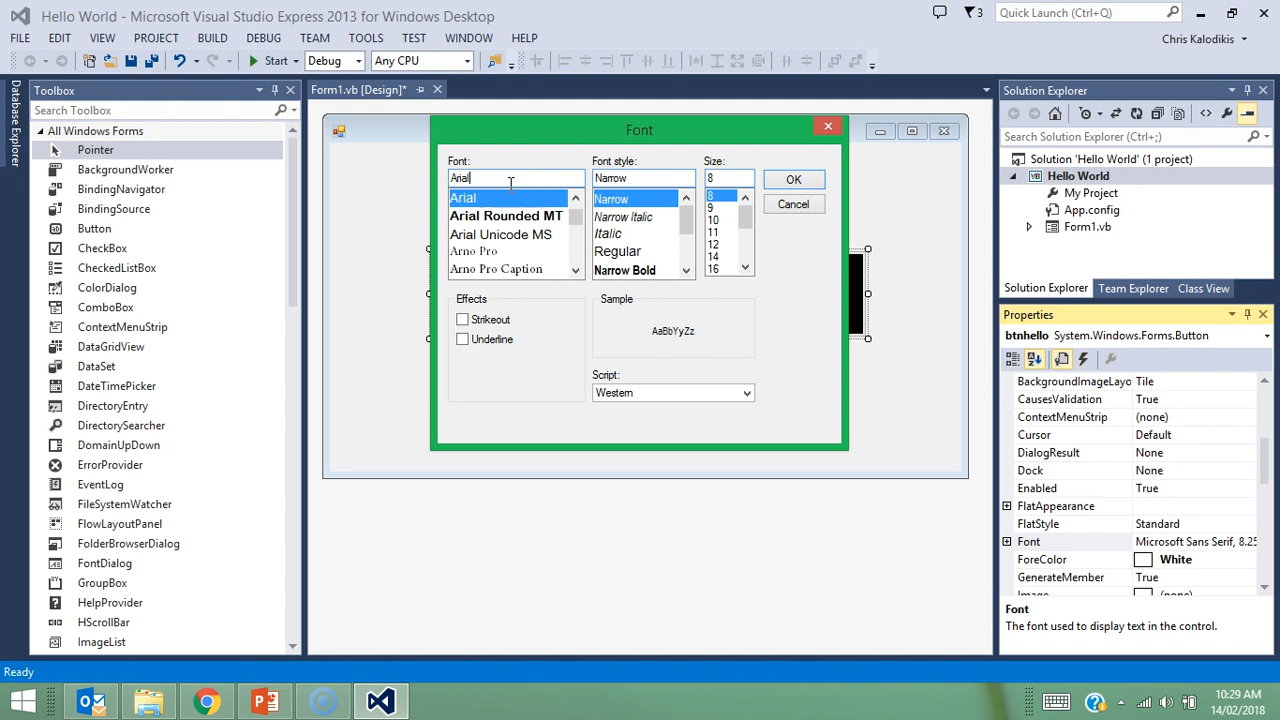 Hello World - Microsoft Visual Studio Express 2013 for Windows Desktop
3
Quick Launch (Ctrl+Q)
FILE EDIT VIEW PROJECT BUILD DEBUG TEAM TOOLS TEST WINDOW HELP
Chris Kalodikis
Start Debug Any CPU
Database Explorer
Toolbox
Search Toolbox
All Windows Forms
Pointer
BackgroundWorker
BindingNavigator
BindingSource
Button
CheckBox
CheckedListBox
ColorDialog
ComboBox
ContextMenuStrip
DataGridView
DataSet
DateTimePicker
DirectoryEntry
DirectorySearcher
DomainUpDown
ErrorProvider
EventLog
FileSystemWatcher
FlowLayoutPanel
FolderBrowserDialog
FontDialog
GroupBox
HelpProvider
HScrollBar
ImageList
Form1.vb [Design]*
Font
Font:
Arial
Arial
Arial Rounded MT
Arial Unicode MS
Arno Pro
Arno Pro Caption
Font style:
Narrow
Narrow
Narrow Italic
Italic
Regular
Narrow Bold
Size:
8
8
9
10
11
12
14
16
OK
Cancel
Effects
Strikeout
Underline
Sample
AaBbYyZz
Script:
Western
Solution Explorer
Search Solution Explorer (Ctrl+;)
Solution 'Hello World' (1 project)
VB Hello World
My Project
App.config
Form1.vb
Solution Explorer Team Explorer Class View
Properties
btnhello System.Windows.Forms.Button
BackgroundImageLayo Tile
CausesValidation True
ContextMenuStrip (none)
Cursor Default
DialogResult None
Dock None
Enabled True
FlatAppearance
FlatStyle Standard
Font Microsoft Sans Serif, 8.25
ForeColor White
GenerateMember True
Image (none)
Font
The font used to display text in the control.
Ready
10:29 AM
14/02/2018